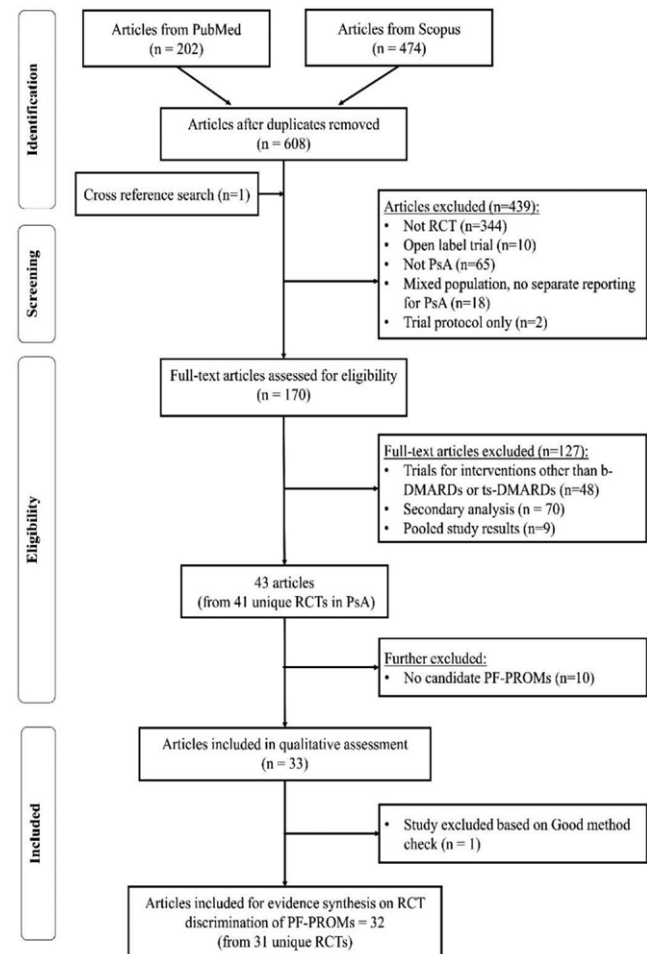 Articles from PubMed
(n = 202)
Articles from Scopus
(n = 474)
Identification
Articles after duplicates removed
(n = 608)
Cross reference search (n=1)
Articles excluded (n=439):
• Not RCT (n=344)
• Open label trial (n=10)
• Not PsA (n=65)
• Mixed population, no separate reporting
for PsA (n=18)
• Trial protocol only (n=2)
Screening
Full-text articles assessed for eligibility
(n = 170)
Full-text articles excluded (n=127):
• Trials for interventions other than b-
DMARDs or ts-DMARDs (n=48)
• Secondary analysis (n = 70)
• Pooled study results (n=9)
Eligibility
43 articles
(from 41 unique RCTs in PsA)
Further excluded:
• No candidate PF-PROMs (n=10)
Articles included in qualitative assessment
(n = 33)
Included
• Study excluded based on Good method
check (n = 1)
Articles included for evidence synthesis on RCT
discrimination of PF-PROMs = 32
(from 31 unique RCTs)